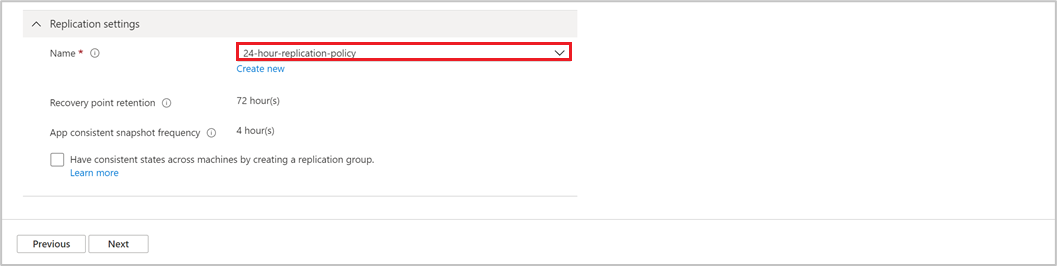 Replication settings
Name *
24-hour-replication-policy
Create new
Recovery point retention
72 hour(s)
App consistent snapshot frequency
4 hour(s)
Have consistent states across machines by creating a replication group.
Learn more
Previous
Next